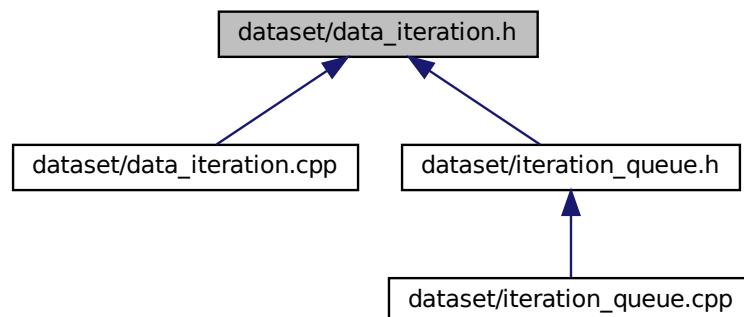 dataset/data_iteration.h
dataset/data_iteration.cpp
dataset/iteration_queue.h
dataset/iteration_queue.cpp